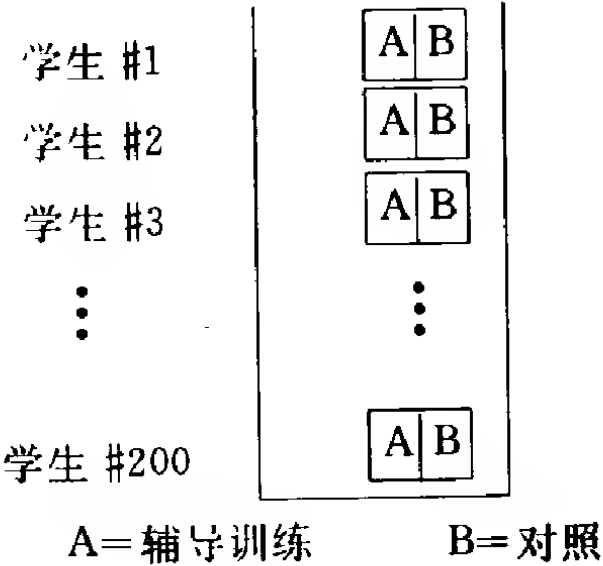 学生 #1 A B
学生 #2 A B
学生 #3 A B
学生 #200 A B
A=辅导训练 B=对照